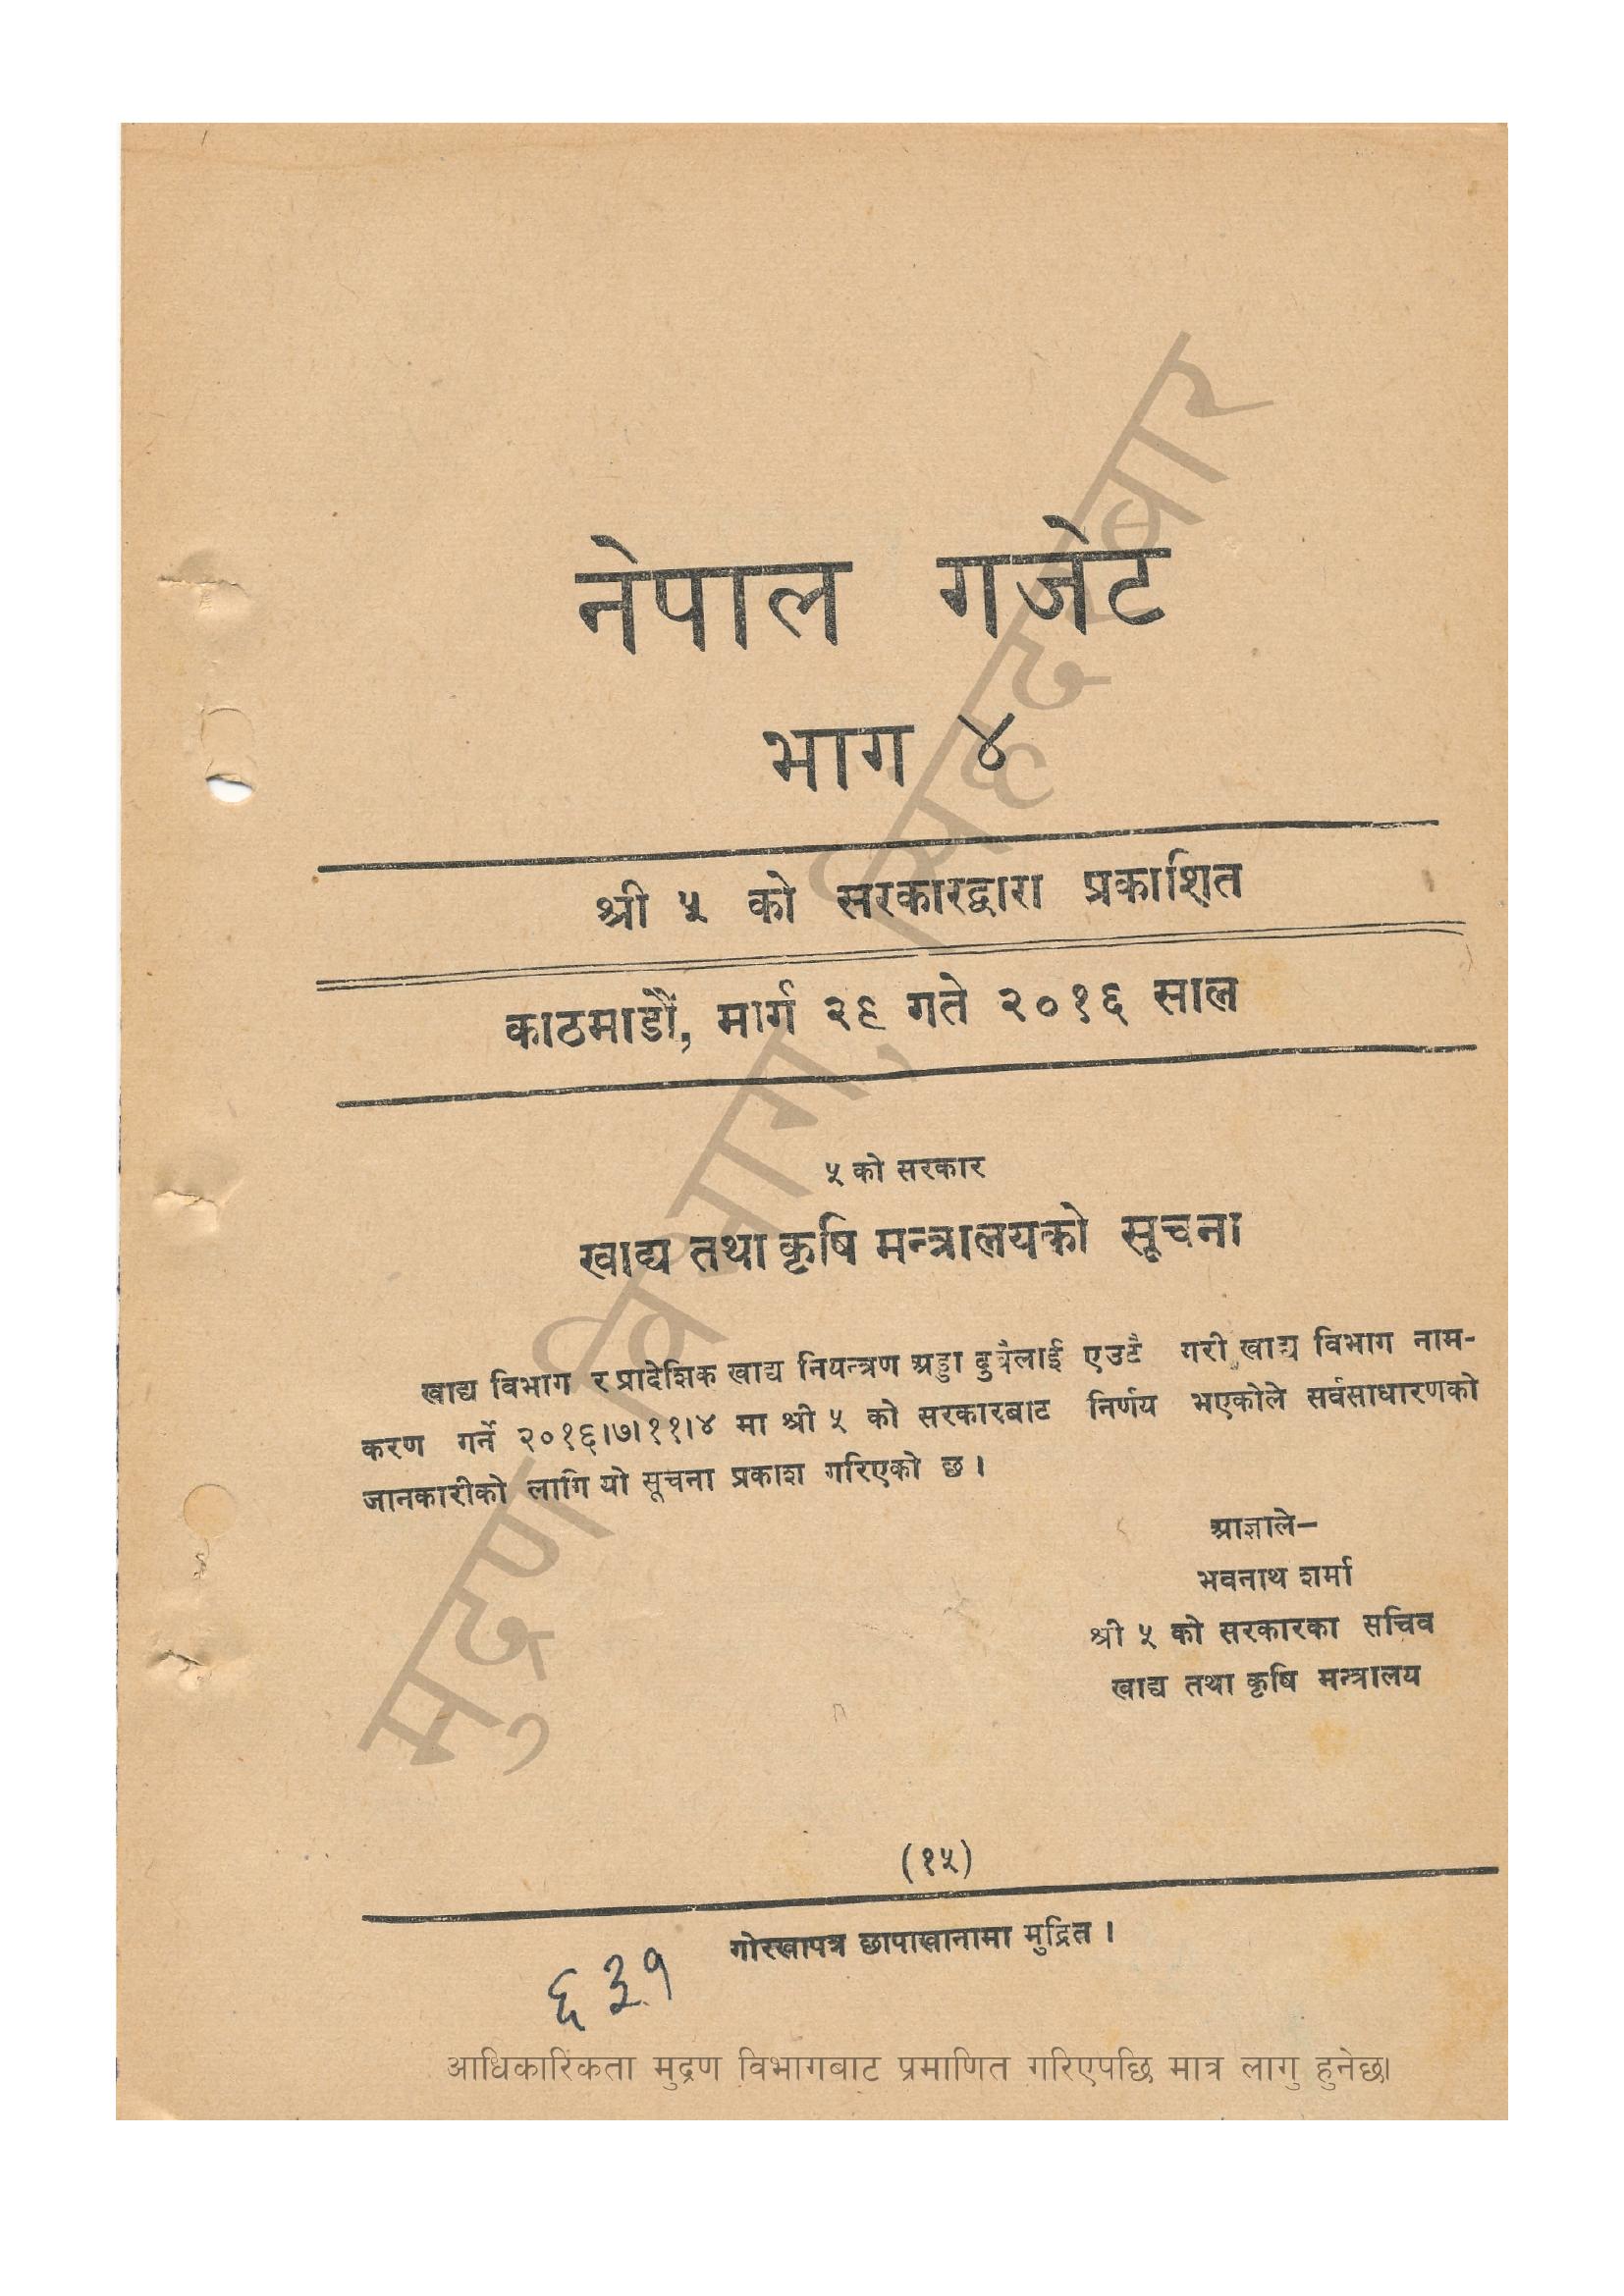 नेपाल गजेट
भाग ४
श्री ५ को सरकारद्वारा प्रकाशित
काठमाडौं, मार्ग २९ गते २०१६ साल
५ को सरकार
खाद्य तथा कृषि मन्त्रालयको सूचना
खाद्य विभाग र प्रादेशिक खाद्य नियन्त्रण अड्डा दुवैलाई एउटै गरी खाद्य विभाग नाम-
करण गर्ने २०१६।७।११।४ मा श्री ५ को सरकारबाट निर्णय भएकोले सर्वसाधारणको
जानकारीको लागि यो सूचना प्रकाश गरिएको छ।
आज्ञाले—
भवनाथ शर्मा
श्री ५ को सरकारका सचिव
खाद्य तथा कृषि मन्त्रालय
(१५)
गोरखापत्र छापाखानामा मुद्रित।
६३१
आधिकारिकता मुद्रण विभागबाट प्रमाणित गरिएपछि मात्र लागु हुनेछ।
मुद्रण विभाग, सिंहदरबार